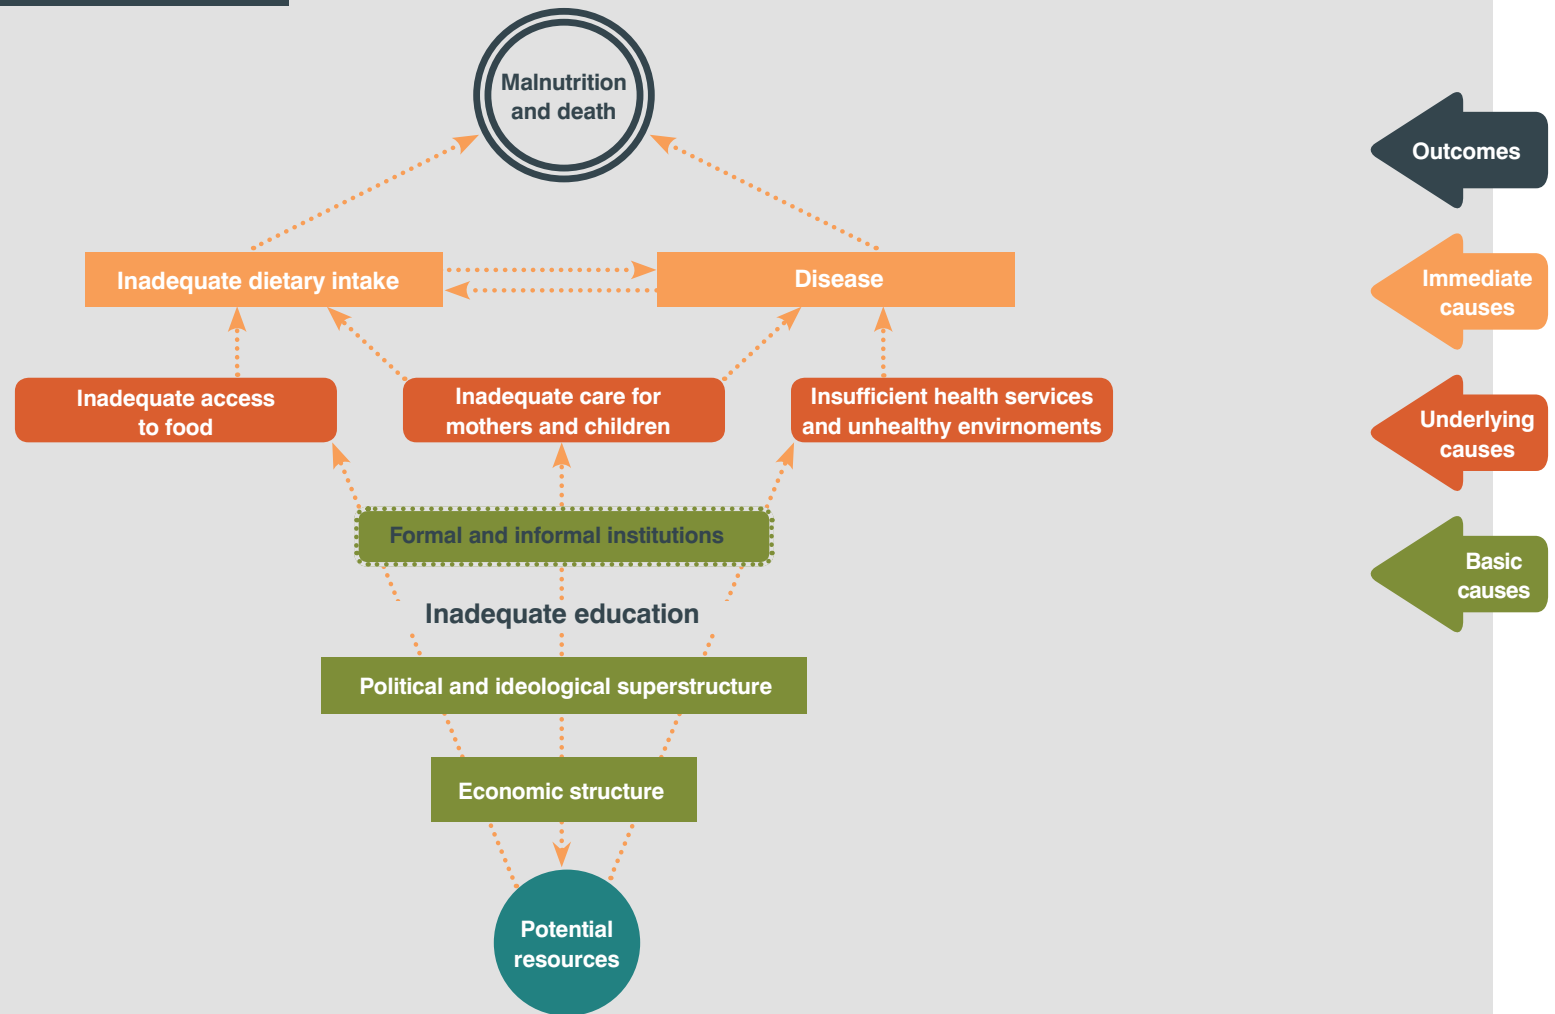 Malnutrition
and death
Outcomes
Inadequate dietary intake
Disease
Immediate
causes
Inadequate access
to food
Inadequate care for
mothers and children
Insufficient health services
and unhealthy envirnoments
Underlying
causes
Formal and informal institutions
Basic
causes
Inadequate education
Political and ideological superstructure
Economic structure
Potential
resources